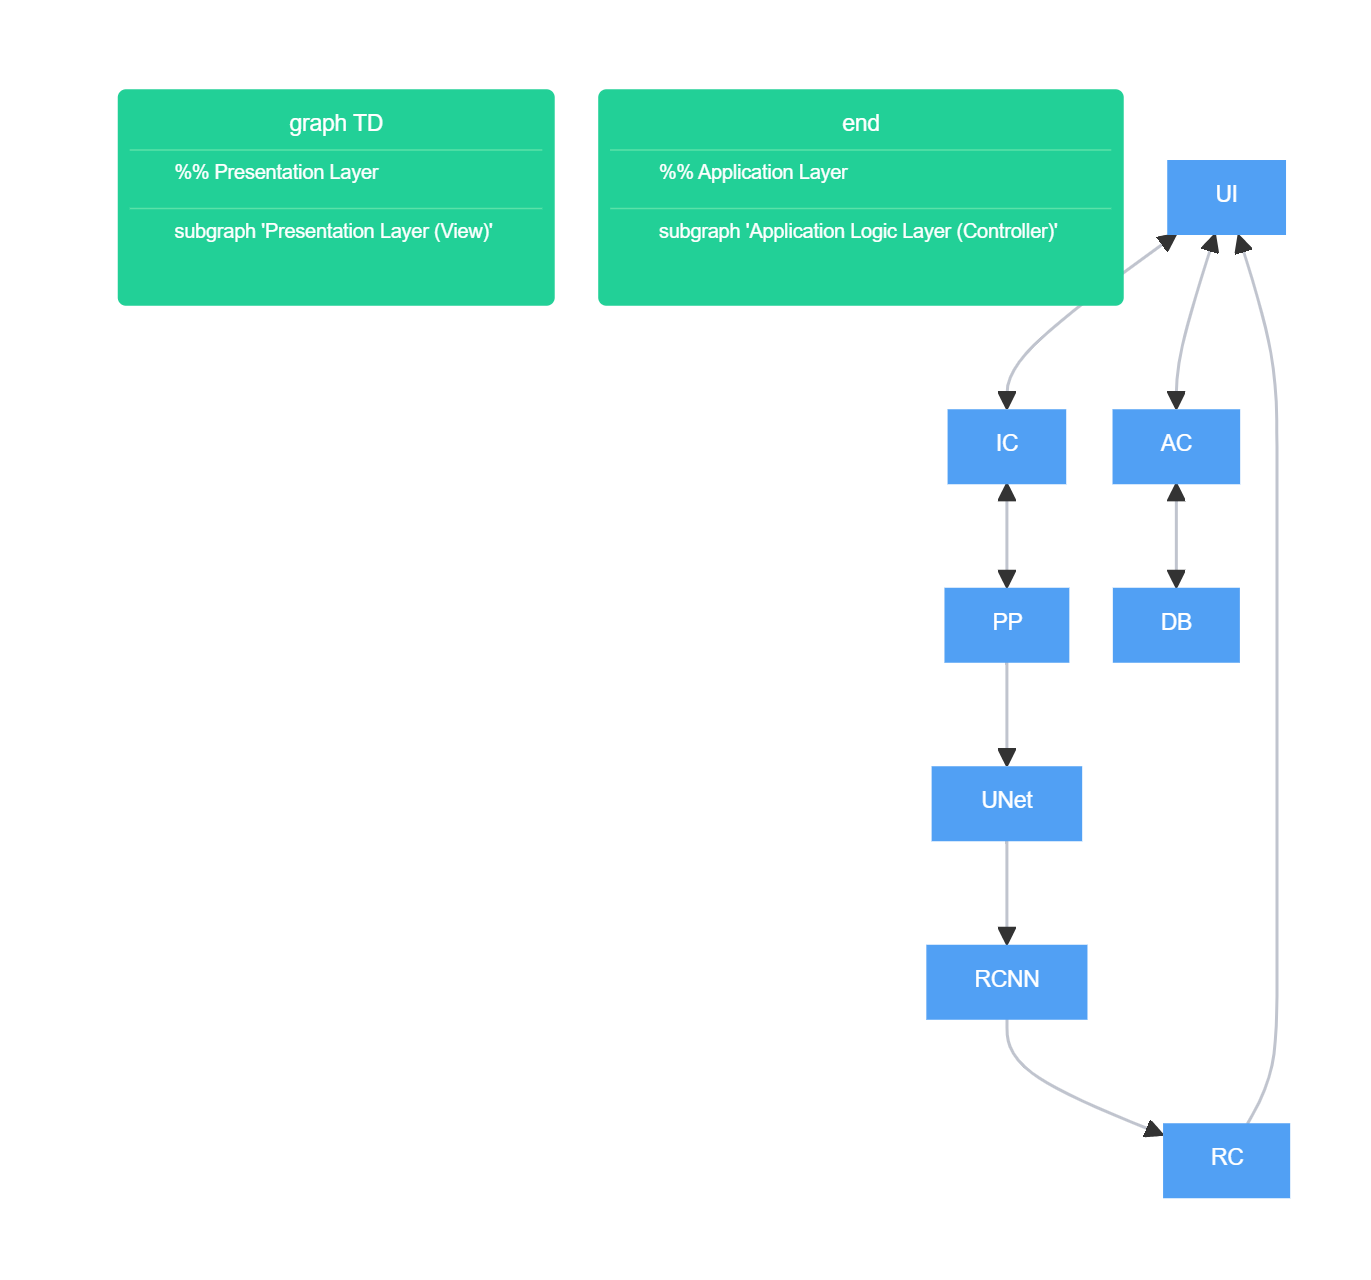 graph TD
%% Presentation Layer
subgraph 'Presentation Layer (View)'
end
%% Application Layer
subgraph 'Application Logic Layer (Controller)'
UI
IC
AC
PP
DB
UNet
RCNN
RC